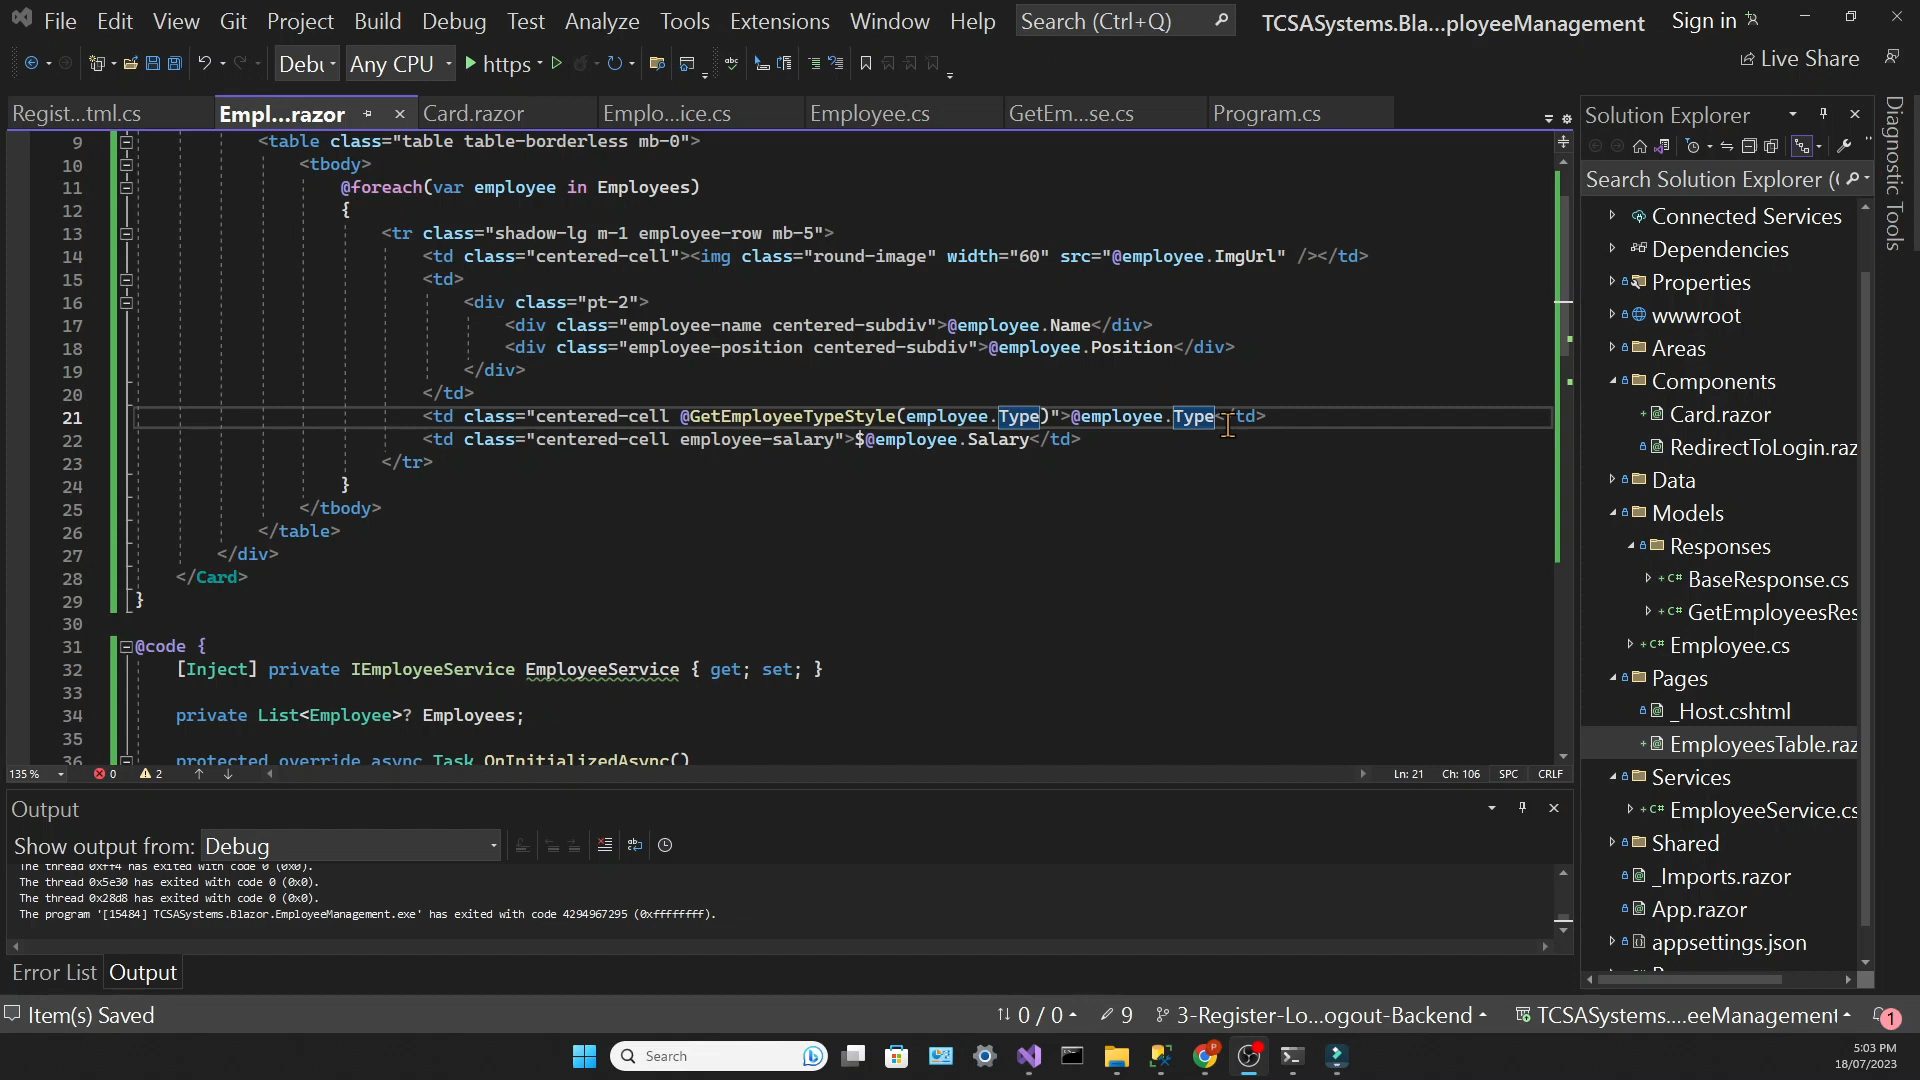 File Edit View Git Project Build Debug Test Analyze Tools Extensions Window Help Search (Ctrl+Q) TCSASystems.Bla...ployeeManagement Sign in
Debu Any CPU https Live Share
Regist...tml.cs Empl...razor Card.razor Emplo...ice.cs Employee.cs GetEm...se.cs Program.cs
9 <table class="table table-borderless mb-0">
10 <tbody>
11 @foreach(var employee in Employees)
12 {
13 <tr class="shadow-lg m-1 employee-row mb-5">
14 <td class="centered-cell"><img class="round-image" width="60" src="@employee.ImgUrl" /></td>
15 <td>
16 <div class="pt-2">
17 <div class="employee-name centered-subdiv">@employee.Name</div>
18 <div class="employee-position centered-subdiv">@employee.Position</div>
19 </div>
20 </td>
21 <td class="centered-cell @GetEmployeeTypeStyle(employee.Type)">@employee.Type</td>
22 <td class="centered-cell employee-salary">$@employee.Salary</td>
23 </tr>
24 }
25 </tbody>
26 </table>
27 </div>
28 </Card>
29 }
30
31 @code {
32 [Inject] private IEmployeeService EmployeeService { get; set; }
33
34 private List<Employee>? Employees;
35
36 protected override async Task OnInitializedAsync()
135 % 0 2 Ln: 21 Ch: 106 SPC CRLF
Output
Show output from: Debug
The thread 0xff4 has exited with code 0 (0x0).
The thread 0x5e30 has exited with code 0 (0x0).
The thread 0x28d8 has exited with code 0 (0x0).
The program '[15484] TCSASystems.Blazor.EmployeeManagement.exe' has exited with code 4294967295 (0xffffffff).
Error List Output
Solution Explorer
Search Solution Explorer (
Connected Services
Dependencies
Properties
wwwroot
Areas
Components
Card.razor
RedirectToLogin.raz
Data
Models
Responses
C# BaseResponse.cs
C# GetEmployeesRes
C# Employee.cs
Pages
_Host.cshtml
EmployeesTable.raz
Services
C# EmployeeService.cs
Shared
_Imports.razor
App.razor
appsettings.json
Diagnostic Tools
Item(s) Saved 0 / 0 9 3-Register-Lo...ogout-Backend TCSASystems....eeManagement 1
Search
5:03 PM
18/07/2023